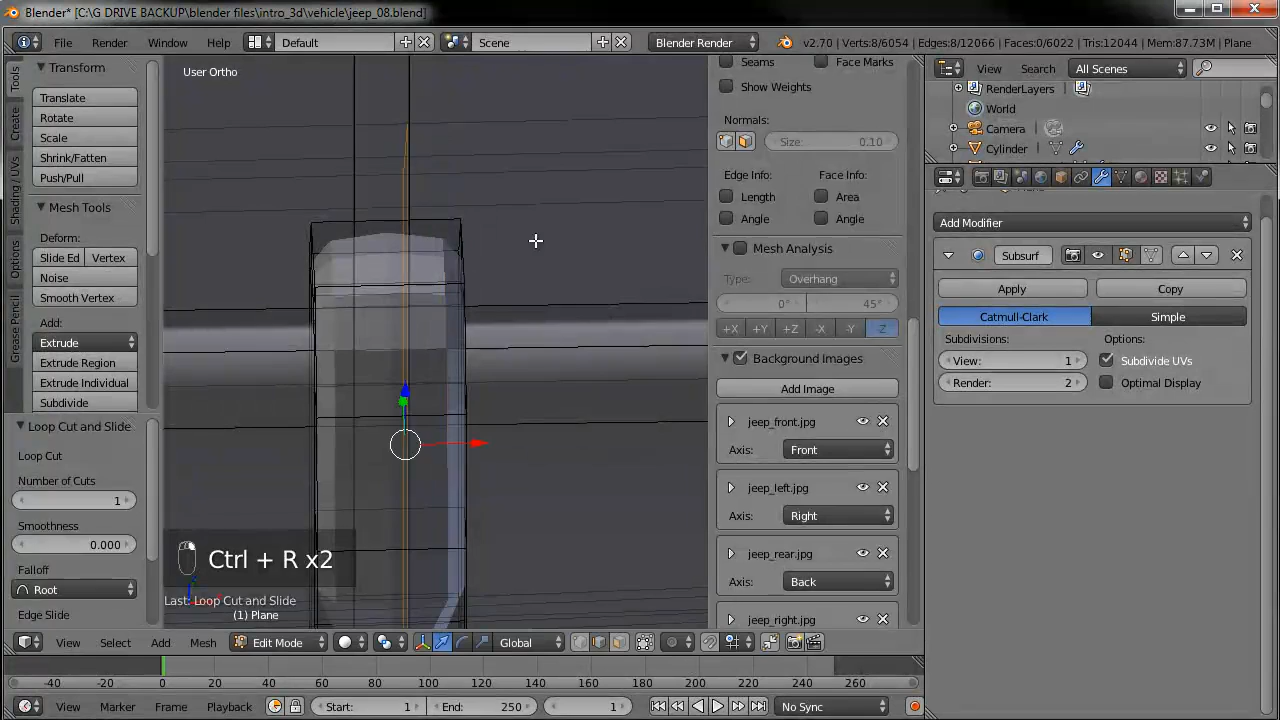 Blender* [C:\G DRIVE BACKUP\blender files\intro_3d\vehicle\jeep_08.blend]
File Render Window Help Default Scene Blender Render v2.70 | Verts:8/6054 | Edges:8/12066 | Faces:0/6022 | Tris:12044 | Mem:87.73M | Plane
Tools
Create
Shading / UVs
Options
Grease Pencil
Transform
Translate
Rotate
Scale
Shrink/Fatten
Push/Pull
Mesh Tools
Deform:
Slide Ed Vertex
Noise
Smooth Vertex
Add:
Extrude
Extrude Region
Extrude Individual
Subdivide
Loop Cut and Slide
Loop Cut
Number of Cuts
1
Smoothness
0.000
Falloff
Root
Edge Slide
User Ortho
Ctrl + R x2
Last: Loop Cut and Slide
(1) Plane
Seams Face Marks
Show Weights
Normals:
Size: 0.10
Edge Info: Face Info:
Length Area
Angle Angle
Mesh Analysis
Type: Overhang
0° 45°
+X +Y +Z -X -Y -Z
Background Images
Add Image
jeep_front.jpg
Axis: Front
jeep_left.jpg
Axis: Right
jeep_rear.jpg
Axis: Back
jeep_right.jpg
View Search All Scenes
RenderLayers
World
Camera
Cylinder
Add Modifier
Subsurf
Apply Copy
Catmull-Clark Simple
Subdivisions: Options:
View: 1 Subdivide UVs
Render: 2 Optimal Display
View Select Add Mesh Edit Mode Global
-40 -20 0 20 40 60 80 100 120 140 160 180 200 220 240 260
View Marker Frame Playback Start: 1 End: 250 1 No Sync